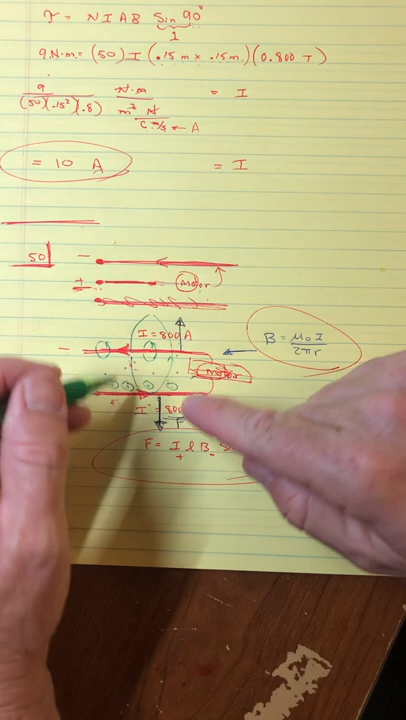 τ = N I A B Sin 90°
1
9 N·m = (50) I (.15 m × .15 m)(0.800 T)
9 / (50)(.15²)(.8) N·m / m² N / C m/s ← A = I
= 10 A = I
50 −
+ motor
I = 800 A
B = μ₀ I / 2πr
− motor
I = 800
F
F = I ℓ B
+ −